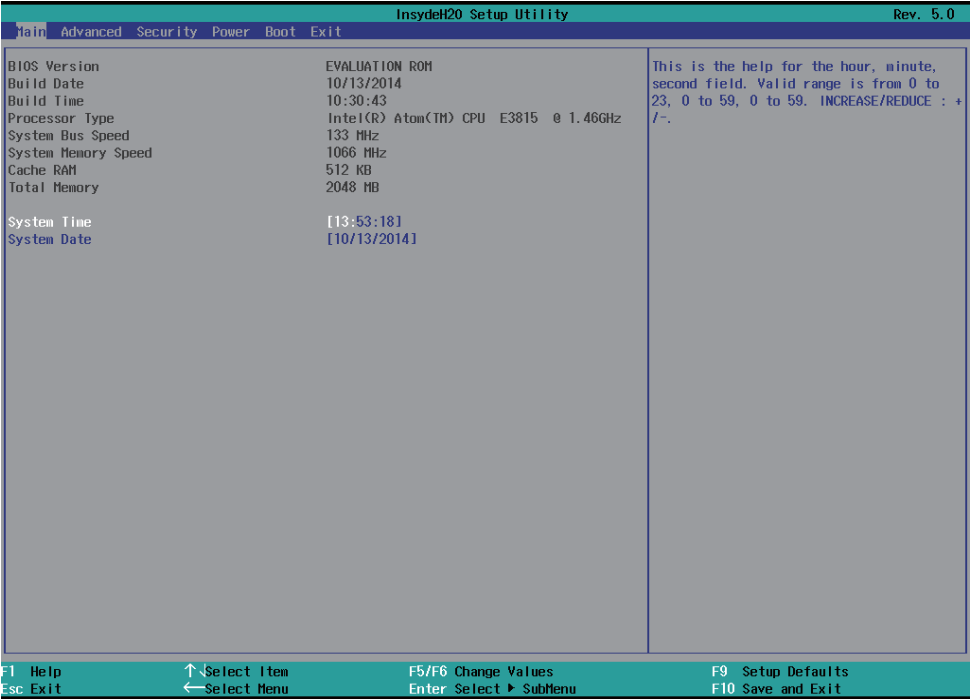 InsydeH20 Setup Utility Rev. 5.0
Main Advanced Security Power Boot Exit
BIOS Version EVALUATION ROM
Build Date 10/13/2014
Build Time 10:30:43
Processor Type Intel(R) Atom(TM) CPU E3815 @ 1.46GHz
System Bus Speed 133 MHz
System Memory Speed 1066 MHz
Cache RAM 512 KB
Total Memory 2048 MB
System Time [13:53:18]
System Date [10/13/2014]
This is the help for the hour, minute,
second field. Valid range is from 0 to
23, 0 to 59, 0 to 59. INCREASE/REDUCE : +
/-.
F1 Help ↑↓Select Item F5/F6 Change Values F9 Setup Defaults
Esc Exit ←Select Menu Enter Select ▶ SubMenu F10 Save and Exit